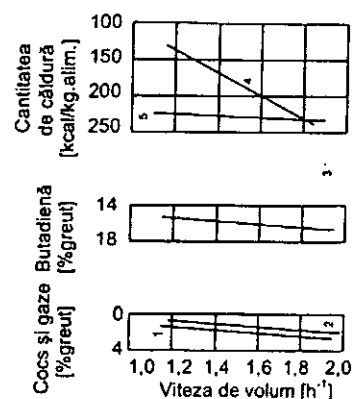 Cantitatea
de căldură
[kcal/kg.alim.]
100
150
200
250
4
5
3
Butadienă
[%greut]
14
18
Cocs și gaze
[%greut]
0
4
1
2
1,0 1,2 1,4 1,6 1,8 2,0
Viteza de volum [h⁻¹]